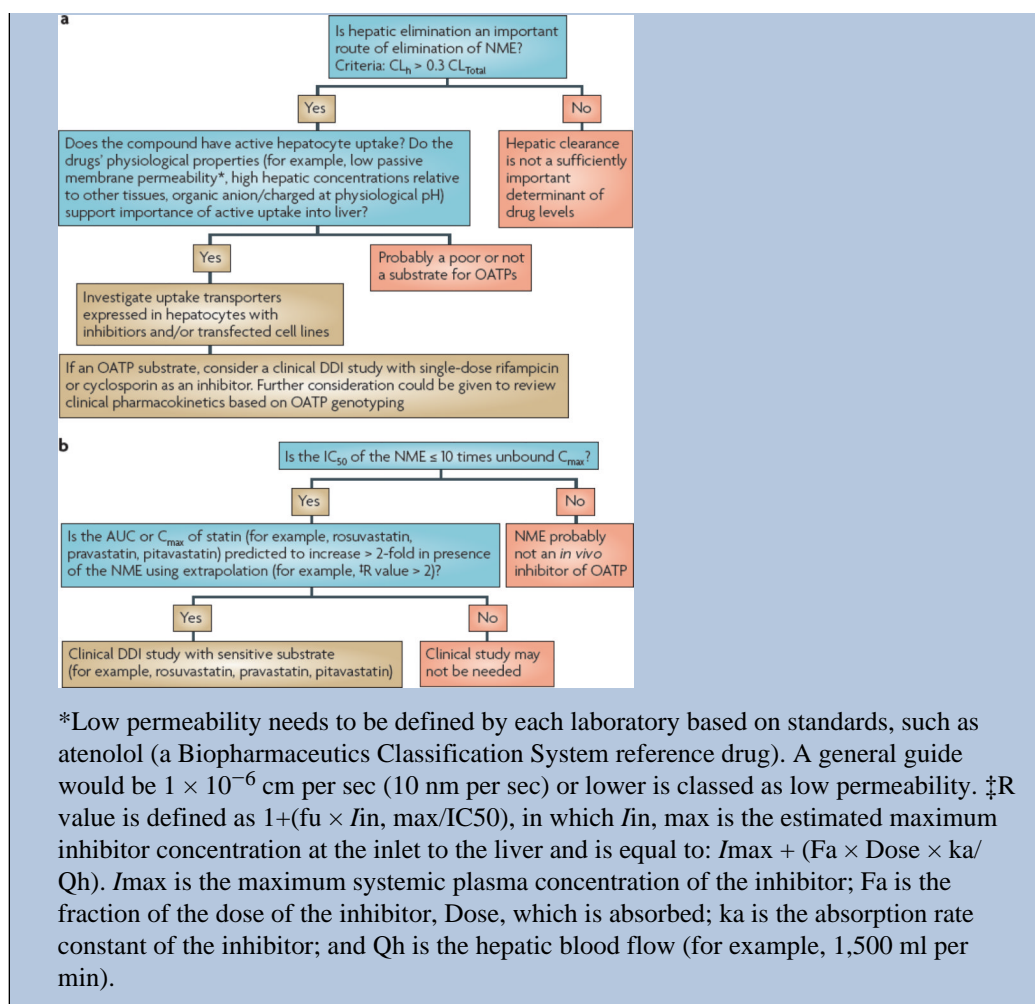 a
Is hepatic elimination an important
route of elimination of NME?
Criteria: CLh > 0.3 CLTotal
Yes
No
Does the compound have active hepatocyte uptake? Do the
drugs' physiological properties (for example, low passive
membrane permeability*, high hepatic concentrations relative
to other tissues, organic anion/charged at physiological pH)
support importance of active uptake into liver?
Hepatic clearance
is not a sufficiently
important
determinant of
drug levels
Yes
Probably a poor or not
a substrate for OATPs
Investigate uptake transporters
expressed in hepatocytes with
inhibitiors and/or transfected cell lines
If an OATP substrate, consider a clinical DDI study with single-dose rifampicin
or cyclosporin as an inhibitor. Further consideration could be given to review
clinical pharmacokinetics based on OATP genotyping
b
Is the IC50 of the NME ≤ 10 times unbound Cmax?
Yes
No
Is the AUC or Cmax of statin (for example, rosuvastatin,
pravastatin, pitavastatin) predicted to increase > 2-fold in presence
of the NME using extrapolation (for example, ‡R value > 2)?
NME probably
not an in vivo
inhibitor of OATP
Yes
No
Clinical DDI study with sensitive substrate
(for example, rosuvastatin, pravastatin, pitavastatin)
Clinical study may
not be needed
*Low permeability needs to be defined by each laboratory based on standards, such as
atenolol (a Biopharmaceutics Classification System reference drug). A general guide
would be 1 × 10−6 cm per sec (10 nm per sec) or lower is classed as low permeability. ‡R
value is defined as 1+(fu × Iin, max/IC50), in which Iin, max is the estimated maximum
inhibitor concentration at the inlet to the liver and is equal to: Imax + (Fa × Dose × ka/
Qh). Imax is the maximum systemic plasma concentration of the inhibitor; Fa is the
fraction of the dose of the inhibitor, Dose, which is absorbed; ka is the absorption rate
constant of the inhibitor; and Qh is the hepatic blood flow (for example, 1,500 ml per
min).